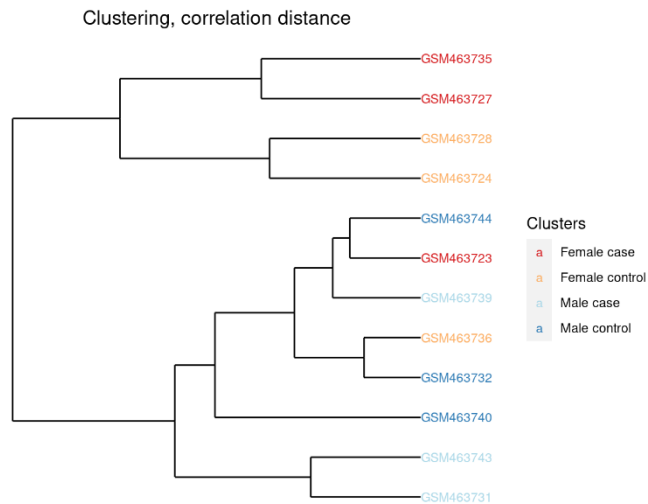 Clustering, correlation distance
GSM463735
GSM463727
GSM463728
GSM463724
GSM463744
GSM463723
GSM463739
GSM463736
GSM463732
GSM463740
GSM463743
GSM463731
Clusters
a Female case
a Female control
a Male case
a Male control